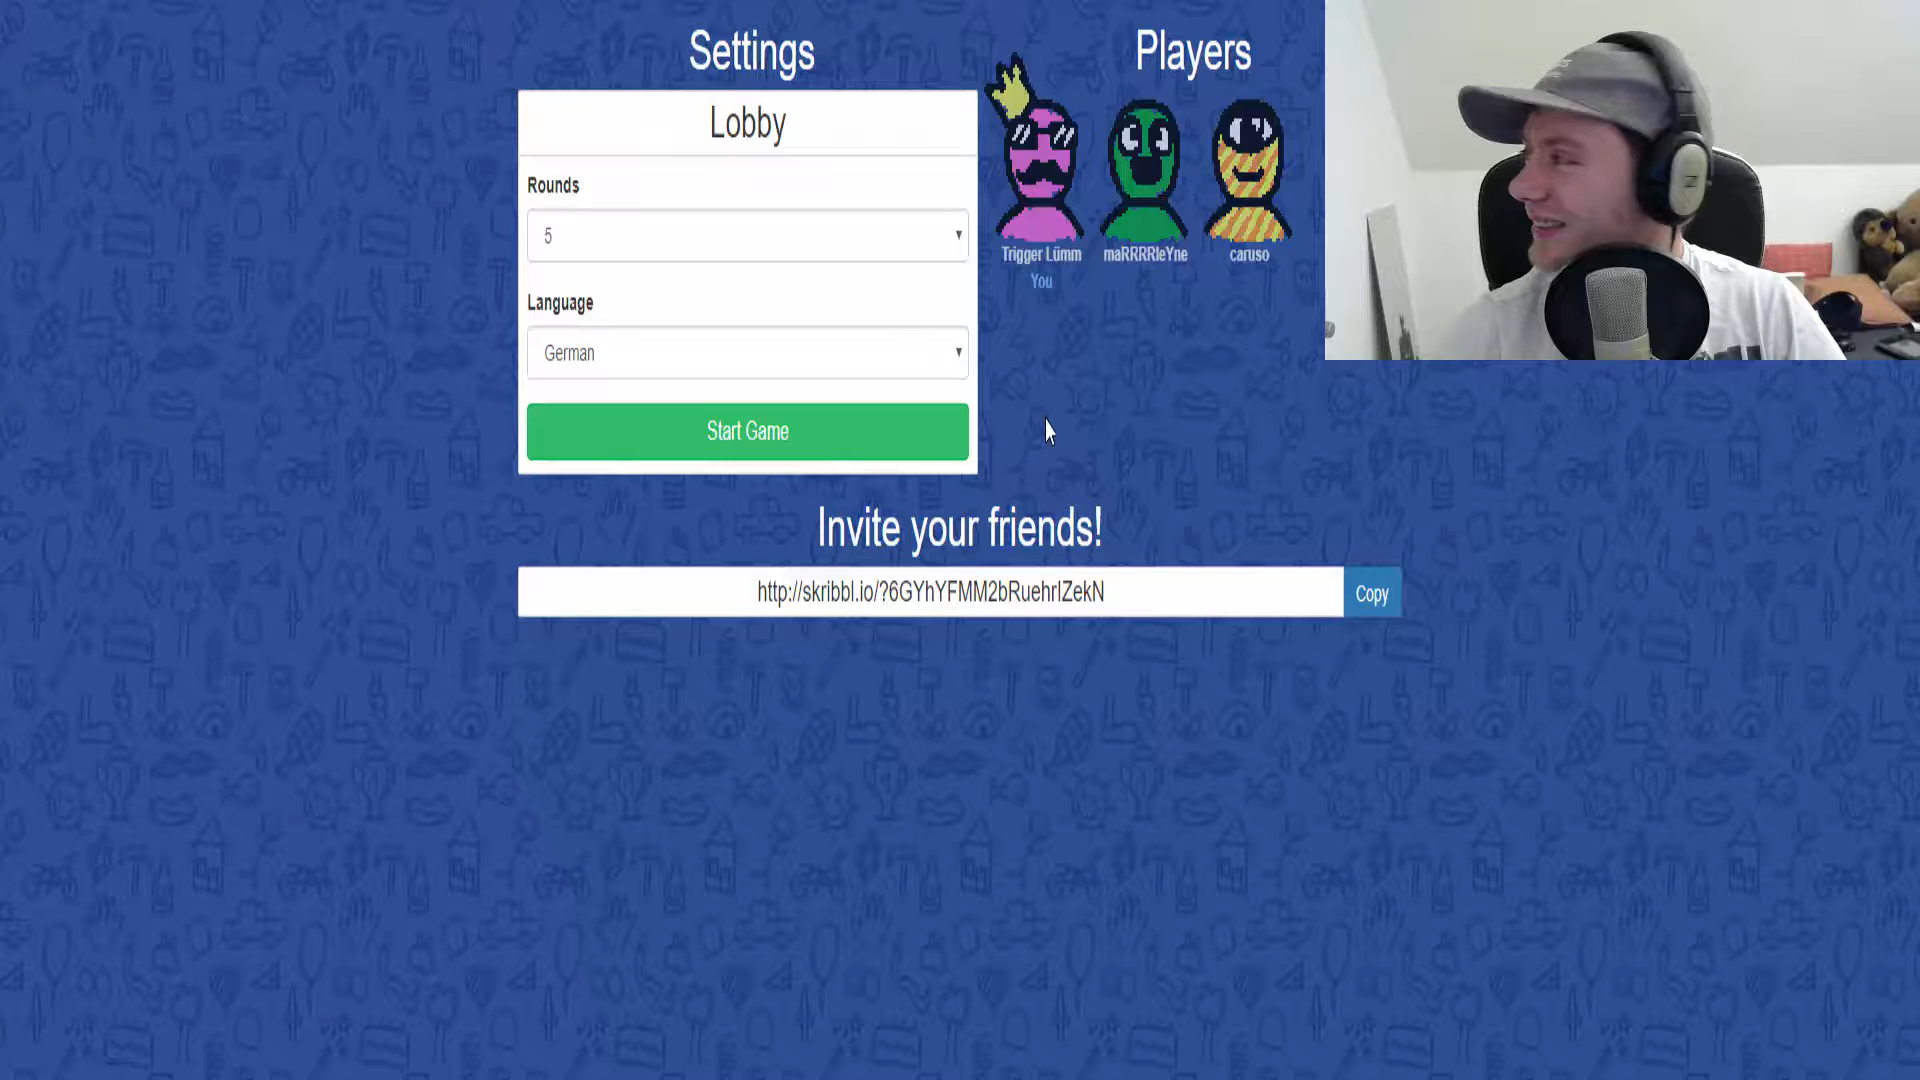 Settings
Players
Lobby
Rounds
5
Language
German
Start Game
Trigger Lümm
maRRRRleYne
caruso
You
Invite your friends!
http://skribbl.io/?6GYhYFMM2bRuehrlZekN
Copy